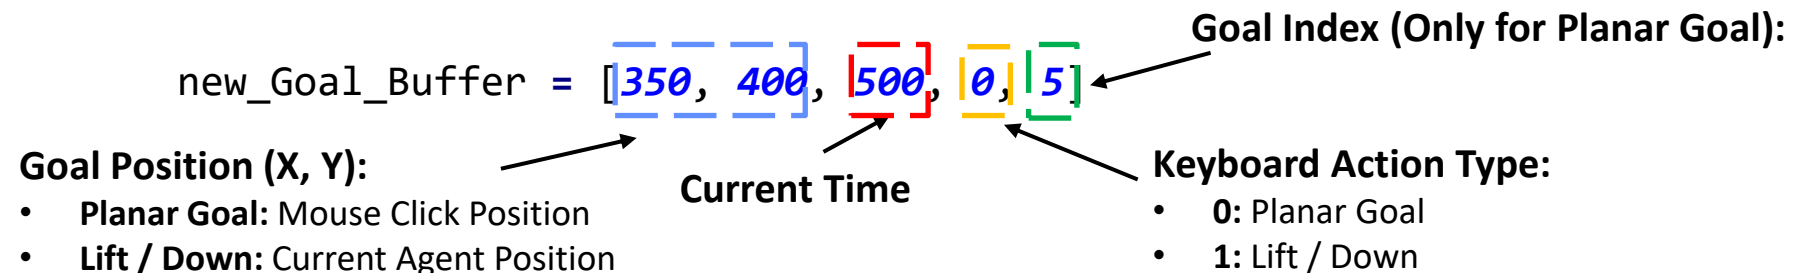 Goal Index (Only for Planar Goal):
new_Goal_Buffer = [350, 400, 500, 0, 5]
Goal Position (X, Y):
• Planar Goal: Mouse Click Position
• Lift / Down: Current Agent Position
Current Time
Keyboard Action Type:
• 0: Planar Goal
• 1: Lift / Down